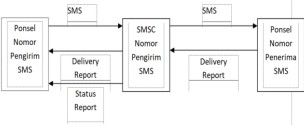 SMS
SMS
Ponsel
Nomor
Pengirim
SMS
SMSC
Nomor
Pengirim
SMS
Ponsel
Nomor
Penerima
SMS
Delivery
Report
Delivery
Report
Status
Report